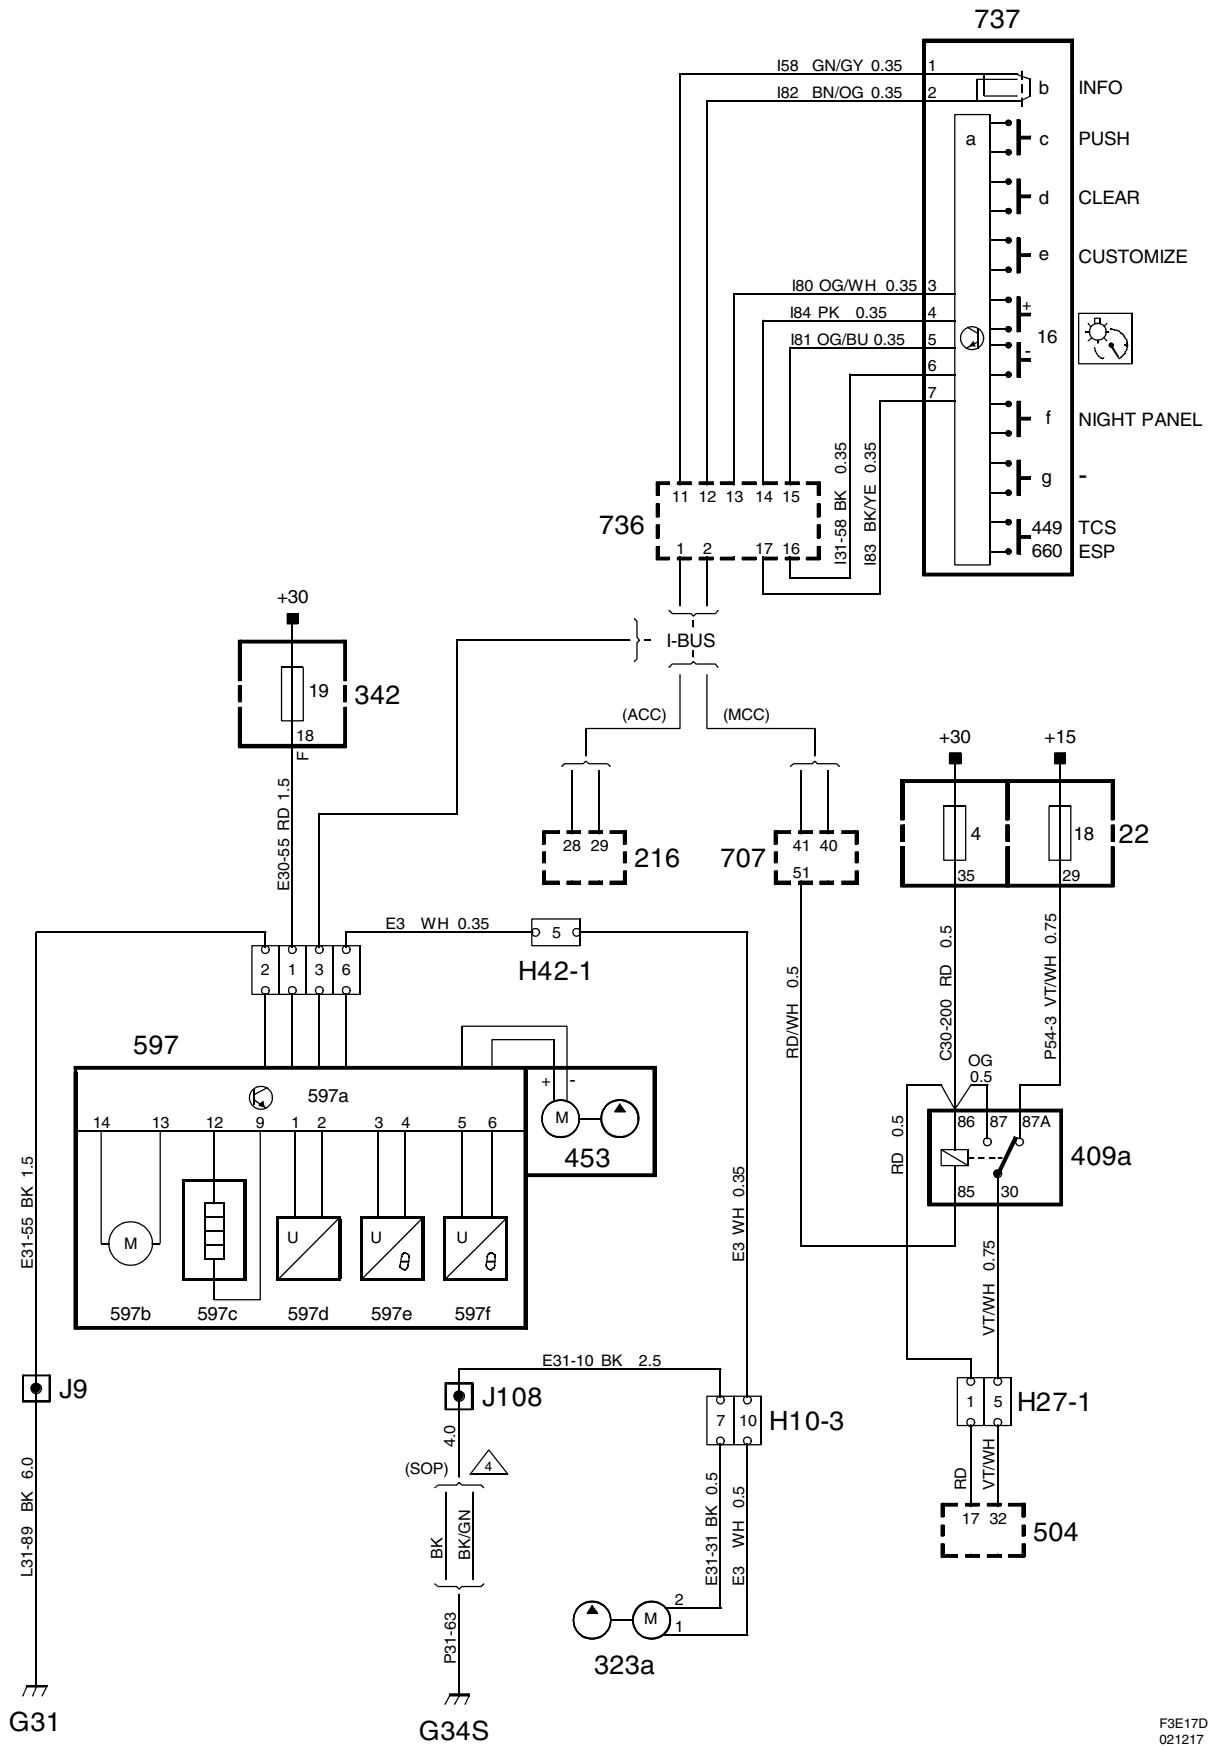 737
I58 GN/GY 0.35 1
I82 BN/OG 0.35 2
b INFO
a
c PUSH
d CLEAR
e CUSTOMIZE
I80 OG/WH 0.35 3
I84 PK 0.35 4
I81 OG/BU 0.35 5
6
7
+
16
-
f NIGHT PANEL
g -
449 TCS
660 ESP
I31-58 BK 0.35
I83 BK/YE 0.35
736
11 12 13 14 15
1 2 17 16
I-BUS
(ACC) (MCC)
+30
19
342
18
F
E30-55 RD 1.5
28 29
216
707
41 40
51
+30 +15
4 18
22
35 29
RD/WH 0.5
C30-200 RD 0.5
P54-3 VT/WH 0.75
E3 WH 0.35
5
H42-1
2 1 3 6
597
597a
+ -
M
453
14 13 12 9 1 2 3 4 5 6
M
U
U θ
U θ
597b 597c 597d 597e 597f
E31-55 BK 1.5
E3 WH 0.35
OG
0.5
RD 0.5
86 87 87A
409a
85 30
VT/WH 0.75
J9
E31-10 BK 2.5
J108
7 10
H10-3
1 5
H27-1
4.0
(SOP)
4
BK
BK/GN
L31-89 BK 6.0
E31-31 BK 0.5
E3 WH 0.5
RD
VT/WH
17 32
504
P31-63
M
2
1
323a
G31
G34S
F3E17D
021217